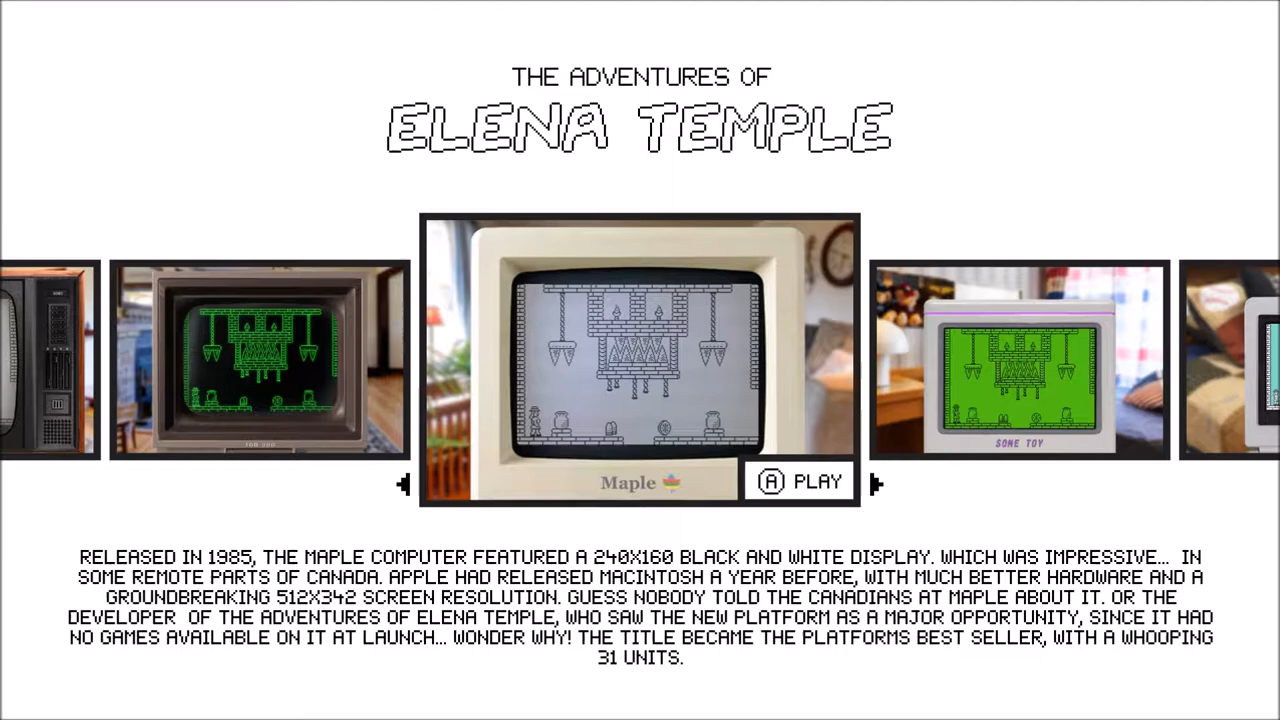 THE ADVENTURES OF
ELENA TEMPLE
Maple
SOME TOY
A PLAY
RELEASED IN 1985, THE MAPLE COMPUTER FEATURED A 240X160 BLACK AND WHITE DISPLAY. WHICH WAS IMPRESSIVE... IN
SOME REMOTE PARTS OF CANADA. APPLE HAD RELEASED MACINTOSH A YEAR BEFORE, WITH MUCH BETTER HARDWARE AND A
GROUNDBREAKING 512X342 SCREEN RESOLUTION. GUESS NOBODY TOLD THE CANADIANS AT MAPLE ABOUT IT. OR THE
DEVELOPER OF THE ADVENTURES OF ELENA TEMPLE, WHO SAW THE NEW PLATFORM AS A MAJOR OPPORTUNITY, SINCE IT HAD
NO GAMES AVAILABLE ON IT AT LAUNCH... WONDER WHY! THE TITLE BECAME THE PLATFORMS BEST SELLER, WITH A WHOOPING
31 UNITS.